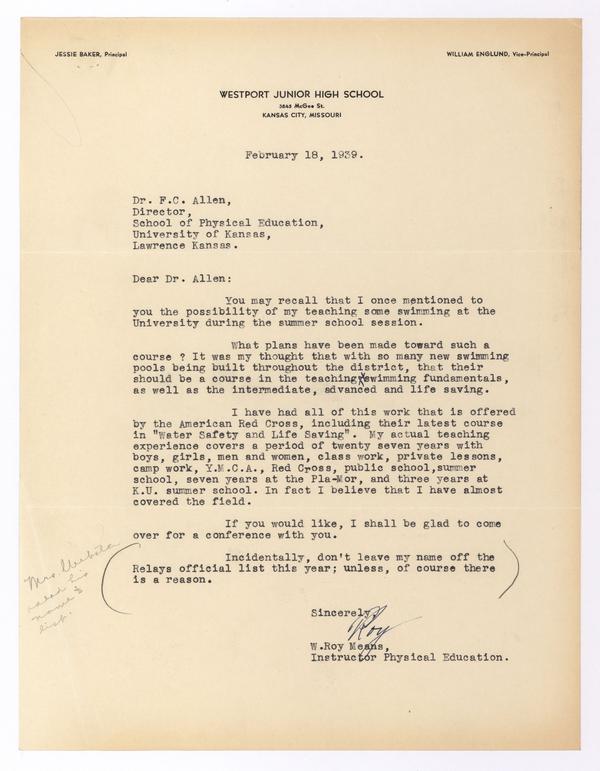 JESSIE BAKER, Principal
WILLIAM ENGLUND, Vice-Principal
WESTPORT JUNIOR HIGH SCHOOL
5645 McGee St.
KANSAS CITY, MISSOURI
February 18, 1939.
Dr. F.C. Allen,
Director,
School of Physical Education,
University of Kansas,
Lawrence Kansas.
Dear Dr. Allen:
You may recall that I once mentioned to
you the possibility of my teaching some swimming at the
University during the summer school session.
What plans have been made toward such a
course ? It was my thought that with so many new swimming
pools being built throughout the district, that their
should be a course in the teaching swimming fundamentals,
as well as the intermediate, advanced and life saving.
I have had all of this work that is offered
by the American Red Cross, including their latest course
in "Water Safety and Life Saving". My actual teaching
experience covers a period of twenty seven years with
boys, girls, men and women, class work, private lessons,
camp work, Y.M.C.A., Red Cross, public school,summer
school, seven years at the Pla-Mor, and three years at
K.U. summer school. In fact I believe that I have almost
covered the field.
If you would like, I shall be glad to come
over for a conference with you.
Incidentally, don't leave my name off the
Relays official list this year; unless, of course there
is a reason.
Mrs.
name
list.
Sincerely,
Roy
W.Roy Means,
Instructor Physical Education.